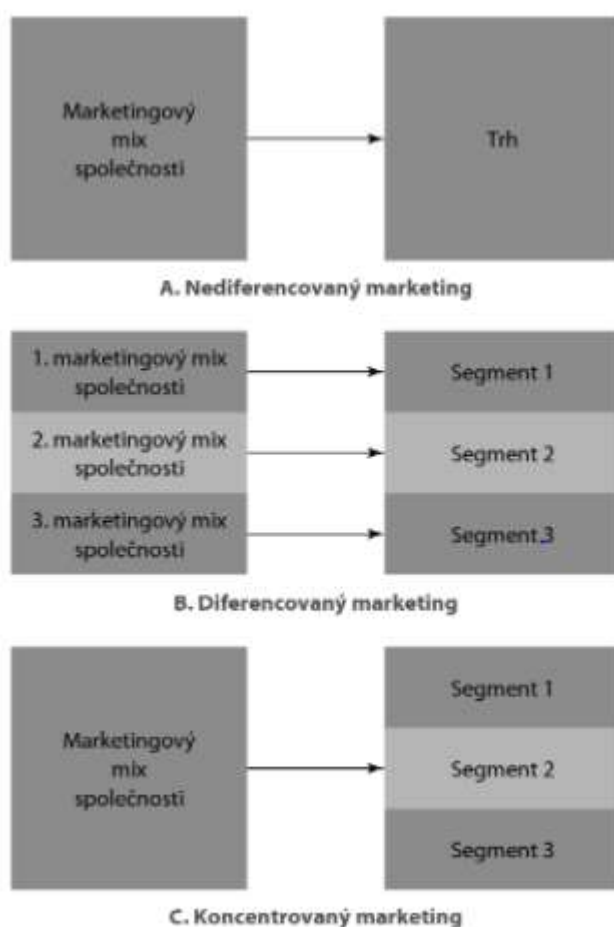 Marketingový
mix
společnosti
Trh
A. Nediferencovaný marketing
1. marketingový mix
společnosti
Segment 1
2. marketingový mix
společnosti
Segment 2
3. marketingový mix
společnosti
Segment 3
B. Diferencovaný marketing
Marketingový
mix
společnosti
Segment 1
Segment 2
Segment 3
C. Koncentrovaný marketing